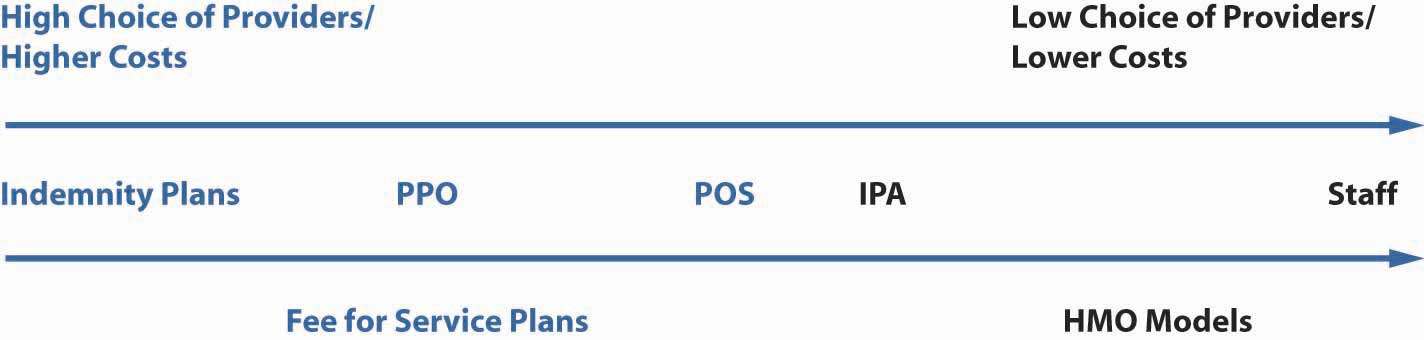 High Choice of Providers/
Higher Costs
Low Choice of Providers/
Lower Costs
Indemnity Plans PPO POS IPA Staff
Fee for Service Plans HMO Models